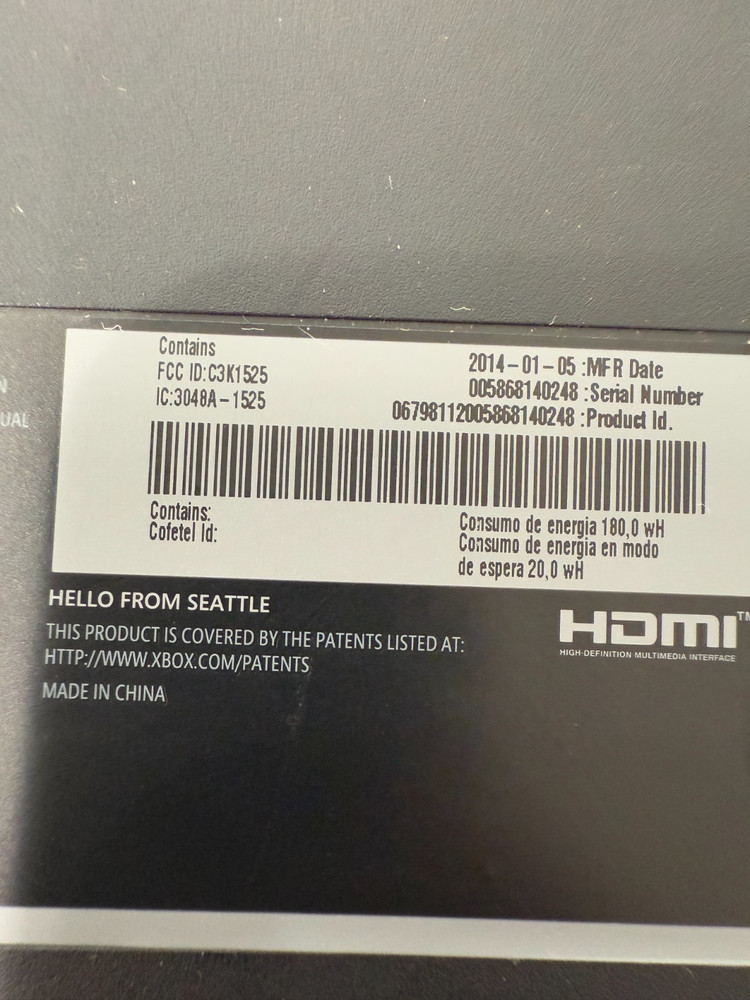 N
UAL
Contains
FCC ID:C3K1525
IC:3048A-1525
2014-01-05 :MFR Date
005868140248 :Serial Number
06798112005868140248 :Product Id.
Contains:
Cofetel Id:
Consumo de energia 180,0 wH
Consumo de energia en modo
de espera 20,0 wH
HELLO FROM SEATTLE
THIS PRODUCT IS COVERED BY THE PATENTS LISTED AT:
HTTP://WWW.XBOX.COM/PATENTS
MADE IN CHINA
HDMI™
HIGH-DEFINITION MULTIMEDIA INTERFACE